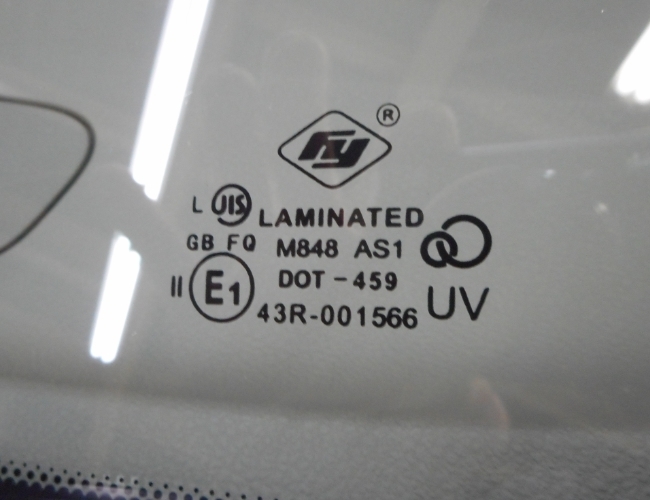 FY ®
L JIS LAMINATED
GB FQ M848 AS1
II E1 DOT-459
43R-001566 UV